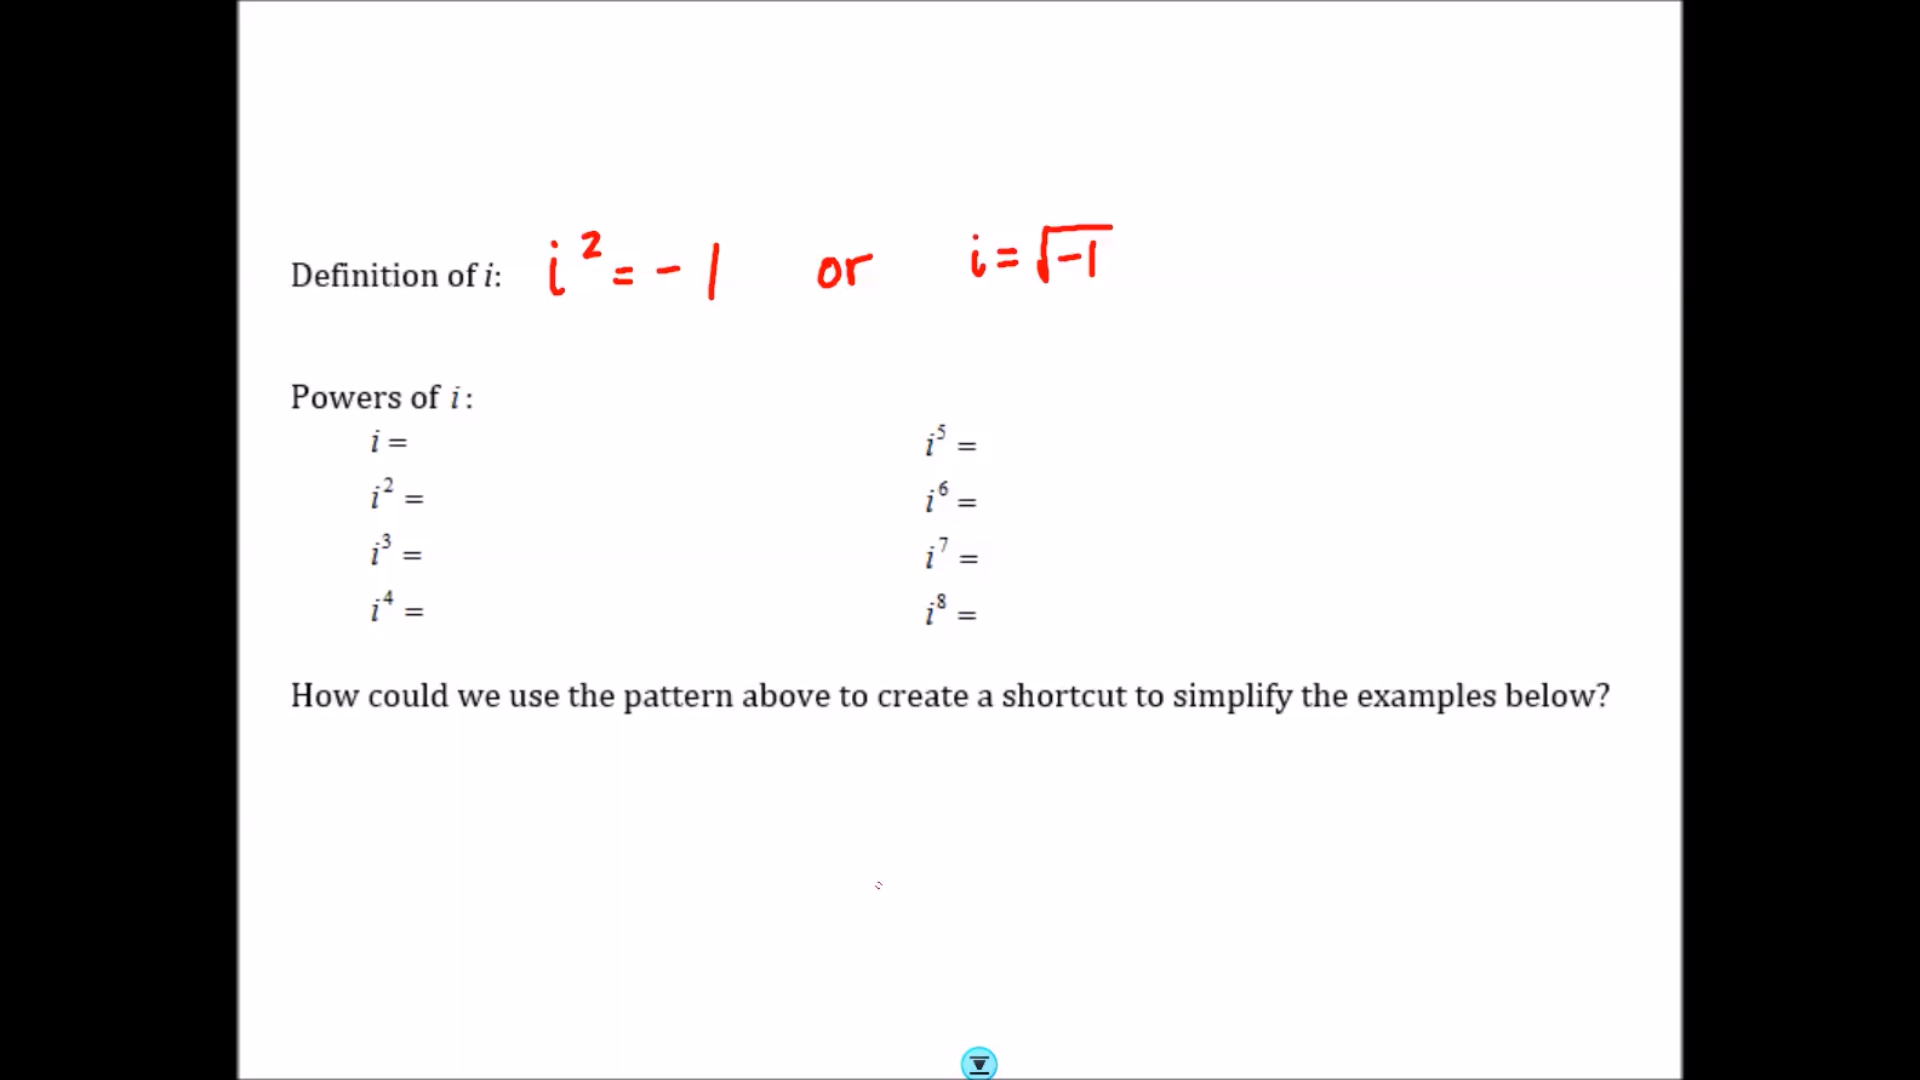 Definition of i: i² = -1 or i = √-1
Powers of i:
i =
i² =
i³ =
i⁴ =
i⁵ =
i⁶ =
i⁷ =
i⁸ =
How could we use the pattern above to create a shortcut to simplify the examples below?